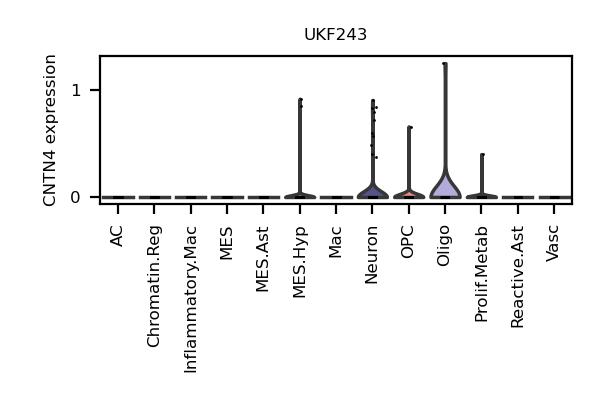 UKF243
CNTN4 expression
1
0
AC
Chromatin.Reg
Inflammatory.Mac
MES
MES.Ast
MES.Hyp
Mac
Neuron
OPC
Oligo
Prolif.Metab
Reactive.Ast
Vasc